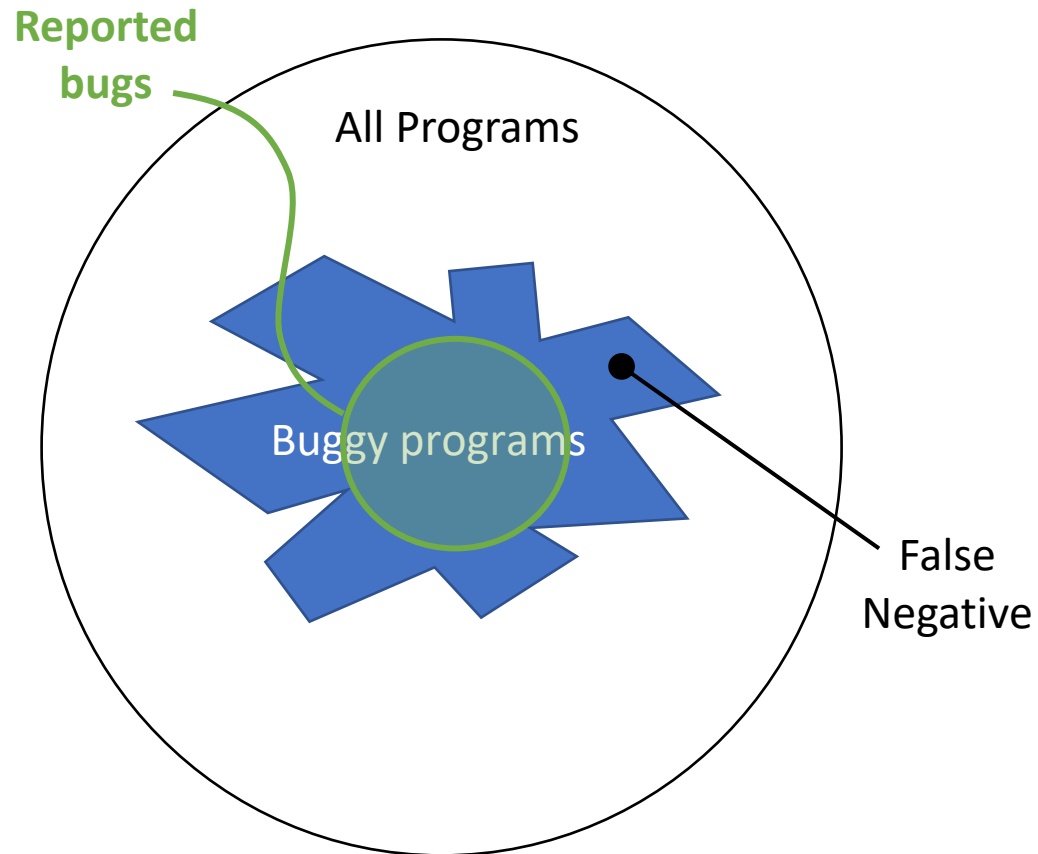 Reported
bugs
All Programs
Buggy programs
False
Negative